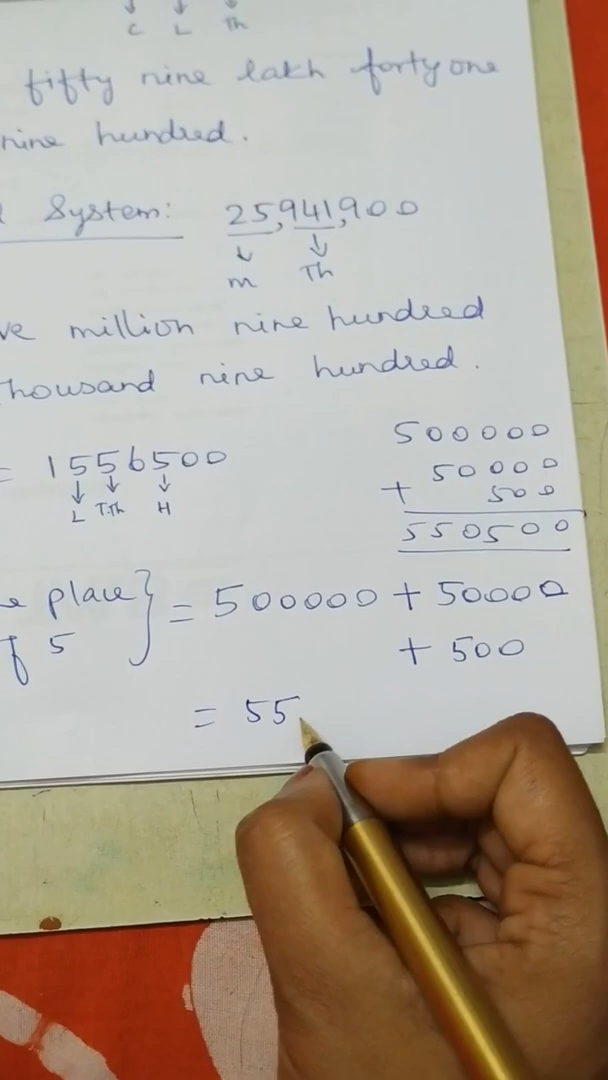 C L Th
fifty nine lakh forty one
nine hundred.
System: 25,941,900
m Th
million nine hundred
thousand nine hundred.
= 1556500
L T.Th H
500000
50000
+ 500
550500
place } = 500000 + 50000
5 + 500
= 55